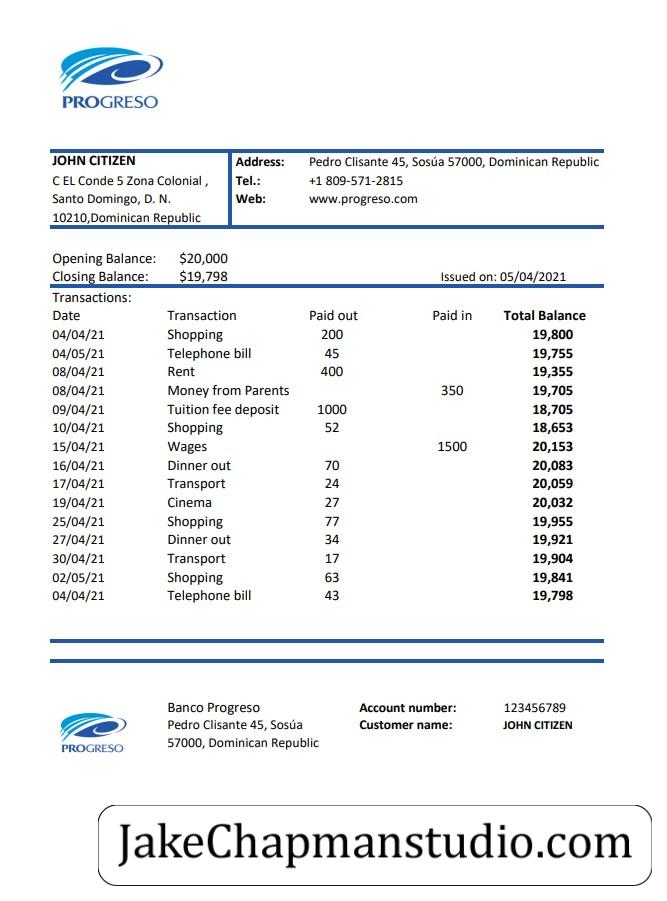 PROGRESO
JOHN CITIZEN
C EL Conde 5 Zona Colonial ,
Santo Domingo, D. N.
10210,Dominican Republic
Address: Pedro Clisante 45, Sosúa 57000, Dominican Republic
Tel.: +1 809-571-2815
Web: www.progreso.com
Opening Balance: $20,000
Closing Balance: $19,798 Issued on: 05/04/2021
Transactions:
Date Transaction Paid out Paid in Total Balance
04/04/21 Shopping 200 19,800
04/05/21 Telephone bill 45 19,755
08/04/21 Rent 400 19,355
08/04/21 Money from Parents 350 19,705
09/04/21 Tuition fee deposit 1000 18,705
10/04/21 Shopping 52 18,653
15/04/21 Wages 1500 20,153
16/04/21 Dinner out 70 20,083
17/04/21 Transport 24 20,059
19/04/21 Cinema 27 20,032
25/04/21 Shopping 77 19,955
27/04/21 Dinner out 34 19,921
30/04/21 Transport 17 19,904
02/05/21 Shopping 63 19,841
04/04/21 Telephone bill 43 19,798
PROGRESO
Banco Progreso
Pedro Clisante 45, Sosúa
57000, Dominican Republic
Account number: 123456789
Customer name: JOHN CITIZEN
JakeChapmanstudio.com